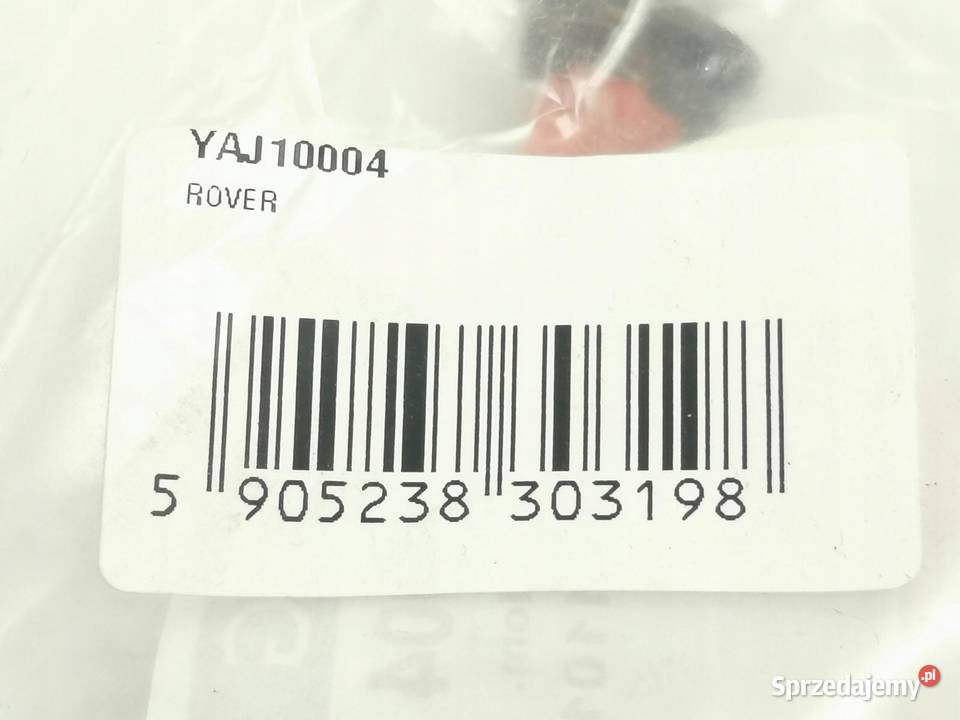 YAJ10004
ROVER
5 905238 303198
Sprzedajemy.pl